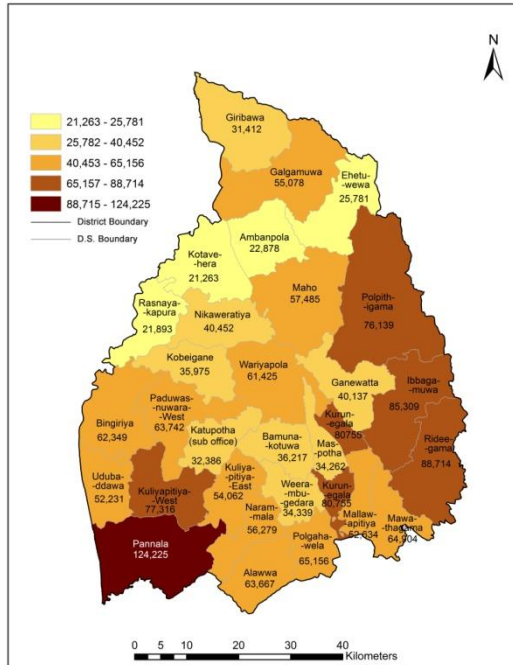 N
21,263 - 25,781
25,782 - 40,452
40,453 - 65,156
65,157 - 88,714
88,715 - 124,225
District Boundary
D.S. Boundary
Giribawa
31,412
Galgamuwa
55,078
Ehetu-
-wewa
25,781
Ambanpola
22,878
Kotave-
-hera
21,263
Maho
57,485
Polpith-
-igama
76,139
Rasnaya-
-kapura
21,893
Nikaweratiya
40,452
Kobeigane
35,975
Wariyapola
61,425
Ganewatta
40,137
Ibbaga-
-muwa
85,309
Bingiriya
62,349
Paduwas-
-nuwara-
-West
63,742
Katupotha
(sub office)
32,386
Bamuna-
-kotuwa
36,217
Mas-
-potha
34,262
Kurun-
-egala
80755
Ridee-
-gama
88,714
Uduba-
-ddawa
52,231
Kuliyapitiya
-West
77,316
Kuliya-
-pitiya-
-East
54,062
Weera-
-mbu-
-gedara
34,339
Kurun-
-egala
80,755
Mallaw-
-apitiya
52,634
Mawa-
-thagama
64,904
Naram-
-mala
56,279
Polgaha-
-wela
65,156
Pannala
124,225
Alawwa
63,667
0 5 10 20 30 40
Kilometers